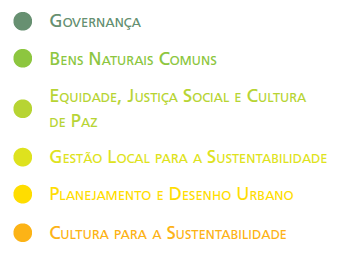 Governança
Bens Naturais Comuns
Equidade, Justiça Social e Cultura
de Paz
Gestão Local para a Sustentabilidade
Planejamento e Desenho Urbano
Cultura para a Sustentabilidade